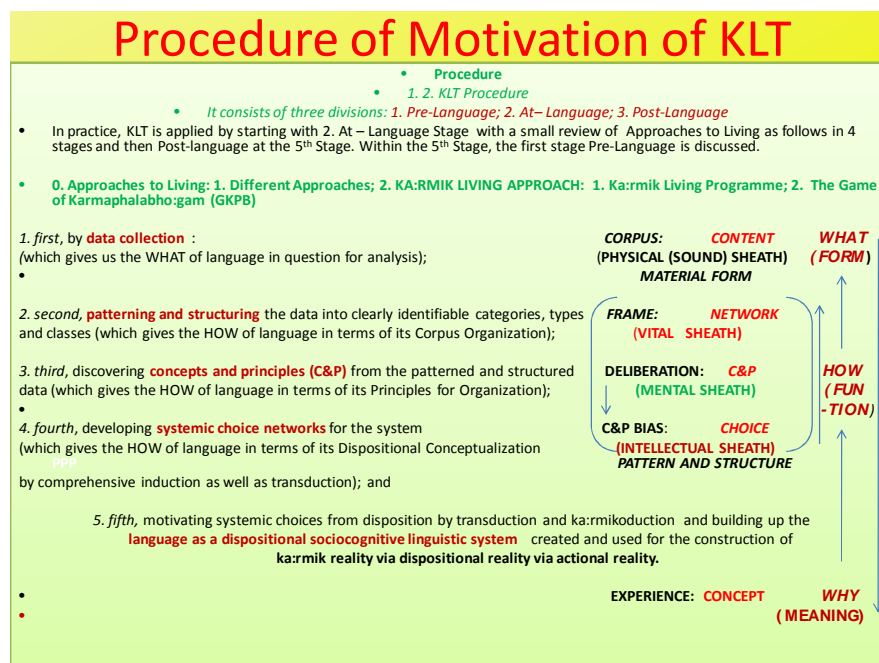 Procedure of Motivation of KLT
• Procedure
• 1. 2. KLT Procedure
• It consists of three divisions: 1. Pre-Language; 2. At– Language; 3. Post-Language
• In practice, KLT is applied by starting with 2. At – Language Stage with a small review of Approaches to Living as follows in 4
stages and then Post-language at the 5th Stage. Within the 5th Stage, the first stage Pre-Language is discussed.
• 0. Approaches to Living: 1. Different Approaches; 2. KA:RMIK LIVING APPROACH: 1. Ka:rmik Living Programme; 2. The Game
of Karmaphalabho:gam (GKPB)
1. first, by data collection : CORPUS: CONTENT WHAT
(which gives us the WHAT of language in question for analysis); (PHYSICAL (SOUND) SHEATH) (FORM)
• MATERIAL FORM
2. second, patterning and structuring the data into clearly identifiable categories, types FRAME: NETWORK
and classes (which gives the HOW of language in terms of its Corpus Organization); (VITAL SHEATH)
3. third, discovering concepts and principles (C&P) from the patterned and structured DELIBERATION: C&P HOW
data (which gives the HOW of language in terms of its Principles for Organization); (MENTAL SHEATH) (FUN
• -TION)
4. fourth, developing systemic choice networks for the system C&P BIAS: CHOICE
(which gives the HOW of language in terms of its Dispositional Conceptualization (INTELLECTUAL SHEATH)
PPP PATTERN AND STRUCTURE
by comprehensive induction as well as transduction); and
5. fifth, motivating systemic choices from disposition by transduction and ka:rmikoduction and building up the
language as a dispositional sociocognitive linguistic system created and used for the construction of
ka:rmik reality via dispositional reality via actional reality.
• EXPERIENCE: CONCEPT WHY
• ( MEANING)